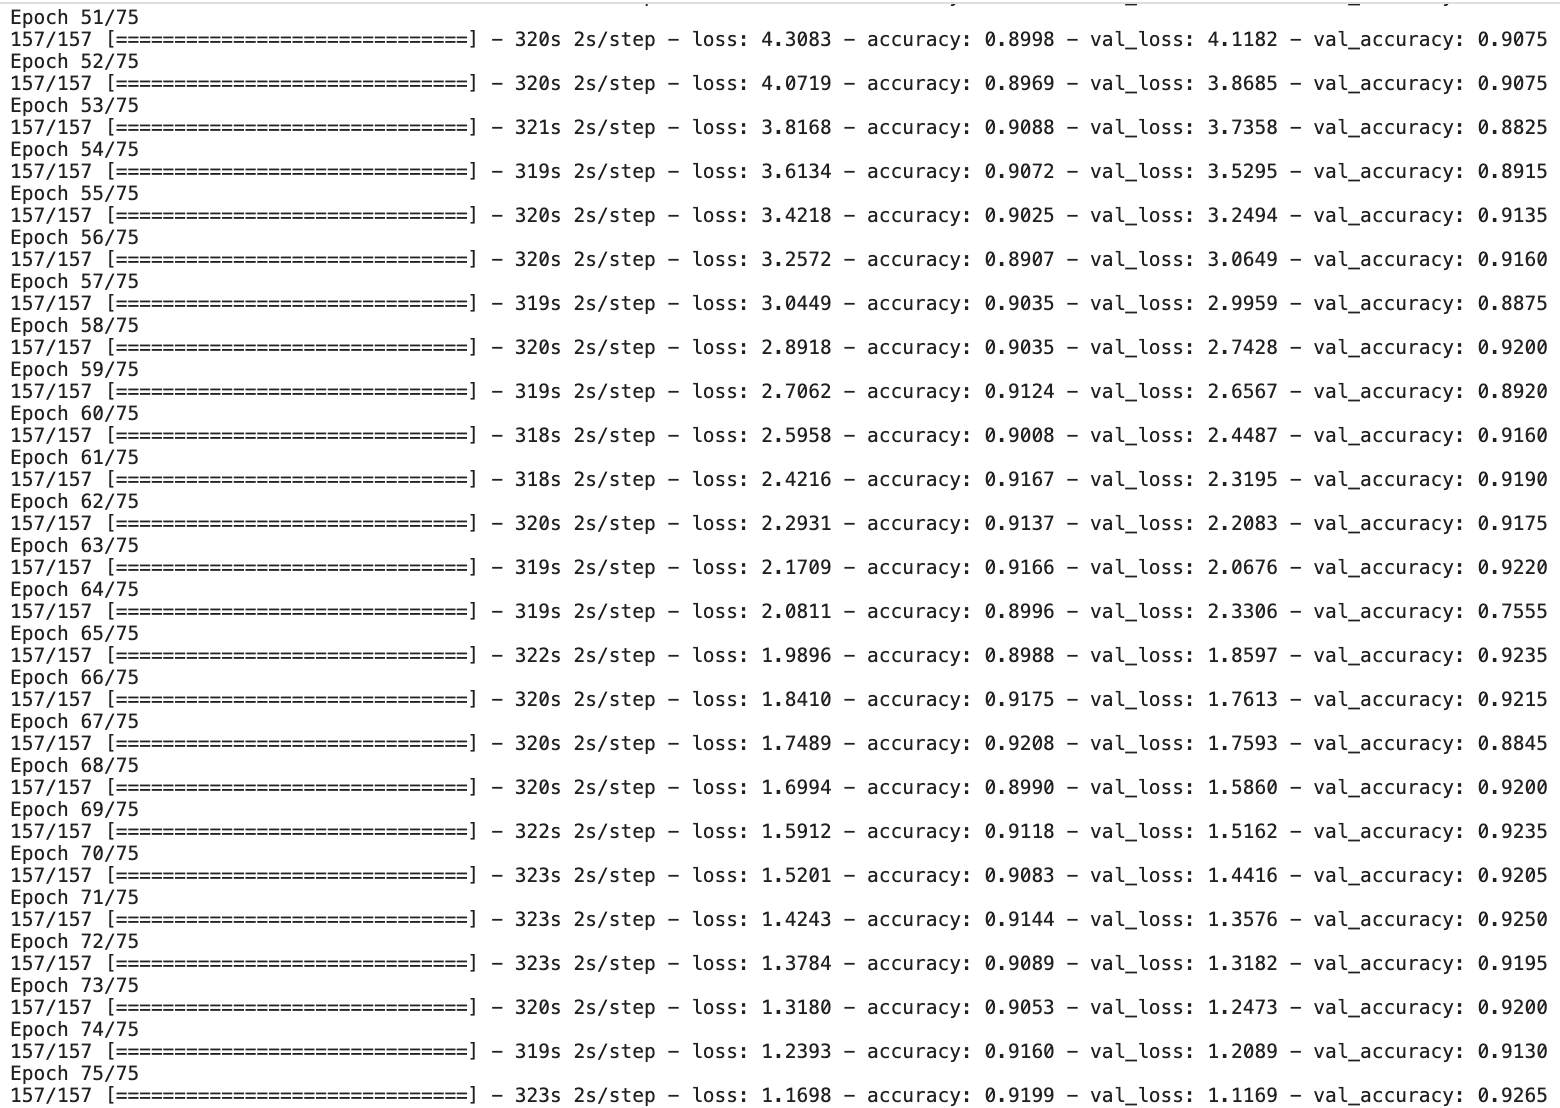 Epoch 51/75
157/157 [==============================] - 320s 2s/step - loss: 4.3083 - accuracy: 0.8998 - val_loss: 4.1182 - val_accuracy: 0.9075
Epoch 52/75
157/157 [==============================] - 320s 2s/step - loss: 4.0719 - accuracy: 0.8969 - val_loss: 3.8685 - val_accuracy: 0.9075
Epoch 53/75
157/157 [==============================] - 321s 2s/step - loss: 3.8168 - accuracy: 0.9088 - val_loss: 3.7358 - val_accuracy: 0.8825
Epoch 54/75
157/157 [==============================] - 319s 2s/step - loss: 3.6134 - accuracy: 0.9072 - val_loss: 3.5295 - val_accuracy: 0.8915
Epoch 55/75
157/157 [==============================] - 320s 2s/step - loss: 3.4218 - accuracy: 0.9025 - val_loss: 3.2494 - val_accuracy: 0.9135
Epoch 56/75
157/157 [==============================] - 320s 2s/step - loss: 3.2572 - accuracy: 0.8907 - val_loss: 3.0649 - val_accuracy: 0.9160
Epoch 57/75
157/157 [==============================] - 319s 2s/step - loss: 3.0449 - accuracy: 0.9035 - val_loss: 2.9959 - val_accuracy: 0.8875
Epoch 58/75
157/157 [==============================] - 320s 2s/step - loss: 2.8918 - accuracy: 0.9035 - val_loss: 2.7428 - val_accuracy: 0.9200
Epoch 59/75
157/157 [==============================] - 319s 2s/step - loss: 2.7062 - accuracy: 0.9124 - val_loss: 2.6567 - val_accuracy: 0.8920
Epoch 60/75
157/157 [==============================] - 318s 2s/step - loss: 2.5958 - accuracy: 0.9008 - val_loss: 2.4487 - val_accuracy: 0.9160
Epoch 61/75
157/157 [==============================] - 318s 2s/step - loss: 2.4216 - accuracy: 0.9167 - val_loss: 2.3195 - val_accuracy: 0.9190
Epoch 62/75
157/157 [==============================] - 320s 2s/step - loss: 2.2931 - accuracy: 0.9137 - val_loss: 2.2083 - val_accuracy: 0.9175
Epoch 63/75
157/157 [==============================] - 319s 2s/step - loss: 2.1709 - accuracy: 0.9166 - val_loss: 2.0676 - val_accuracy: 0.9220
Epoch 64/75
157/157 [==============================] - 319s 2s/step - loss: 2.0811 - accuracy: 0.8996 - val_loss: 2.3306 - val_accuracy: 0.7555
Epoch 65/75
157/157 [==============================] - 322s 2s/step - loss: 1.9896 - accuracy: 0.8988 - val_loss: 1.8597 - val_accuracy: 0.9235
Epoch 66/75
157/157 [==============================] - 320s 2s/step - loss: 1.8410 - accuracy: 0.9175 - val_loss: 1.7613 - val_accuracy: 0.9215
Epoch 67/75
157/157 [==============================] - 320s 2s/step - loss: 1.7489 - accuracy: 0.9208 - val_loss: 1.7593 - val_accuracy: 0.8845
Epoch 68/75
157/157 [==============================] - 320s 2s/step - loss: 1.6994 - accuracy: 0.8990 - val_loss: 1.5860 - val_accuracy: 0.9200
Epoch 69/75
157/157 [==============================] - 322s 2s/step - loss: 1.5912 - accuracy: 0.9118 - val_loss: 1.5162 - val_accuracy: 0.9235
Epoch 70/75
157/157 [==============================] - 323s 2s/step - loss: 1.5201 - accuracy: 0.9083 - val_loss: 1.4416 - val_accuracy: 0.9205
Epoch 71/75
157/157 [==============================] - 323s 2s/step - loss: 1.4243 - accuracy: 0.9144 - val_loss: 1.3576 - val_accuracy: 0.9250
Epoch 72/75
157/157 [==============================] - 323s 2s/step - loss: 1.3784 - accuracy: 0.9089 - val_loss: 1.3182 - val_accuracy: 0.9195
Epoch 73/75
157/157 [==============================] - 320s 2s/step - loss: 1.3180 - accuracy: 0.9053 - val_loss: 1.2473 - val_accuracy: 0.9200
Epoch 74/75
157/157 [==============================] - 319s 2s/step - loss: 1.2393 - accuracy: 0.9160 - val_loss: 1.2089 - val_accuracy: 0.9130
Epoch 75/75
157/157 [==============================] - 323s 2s/step - loss: 1.1698 - accuracy: 0.9199 - val_loss: 1.1169 - val_accuracy: 0.9265